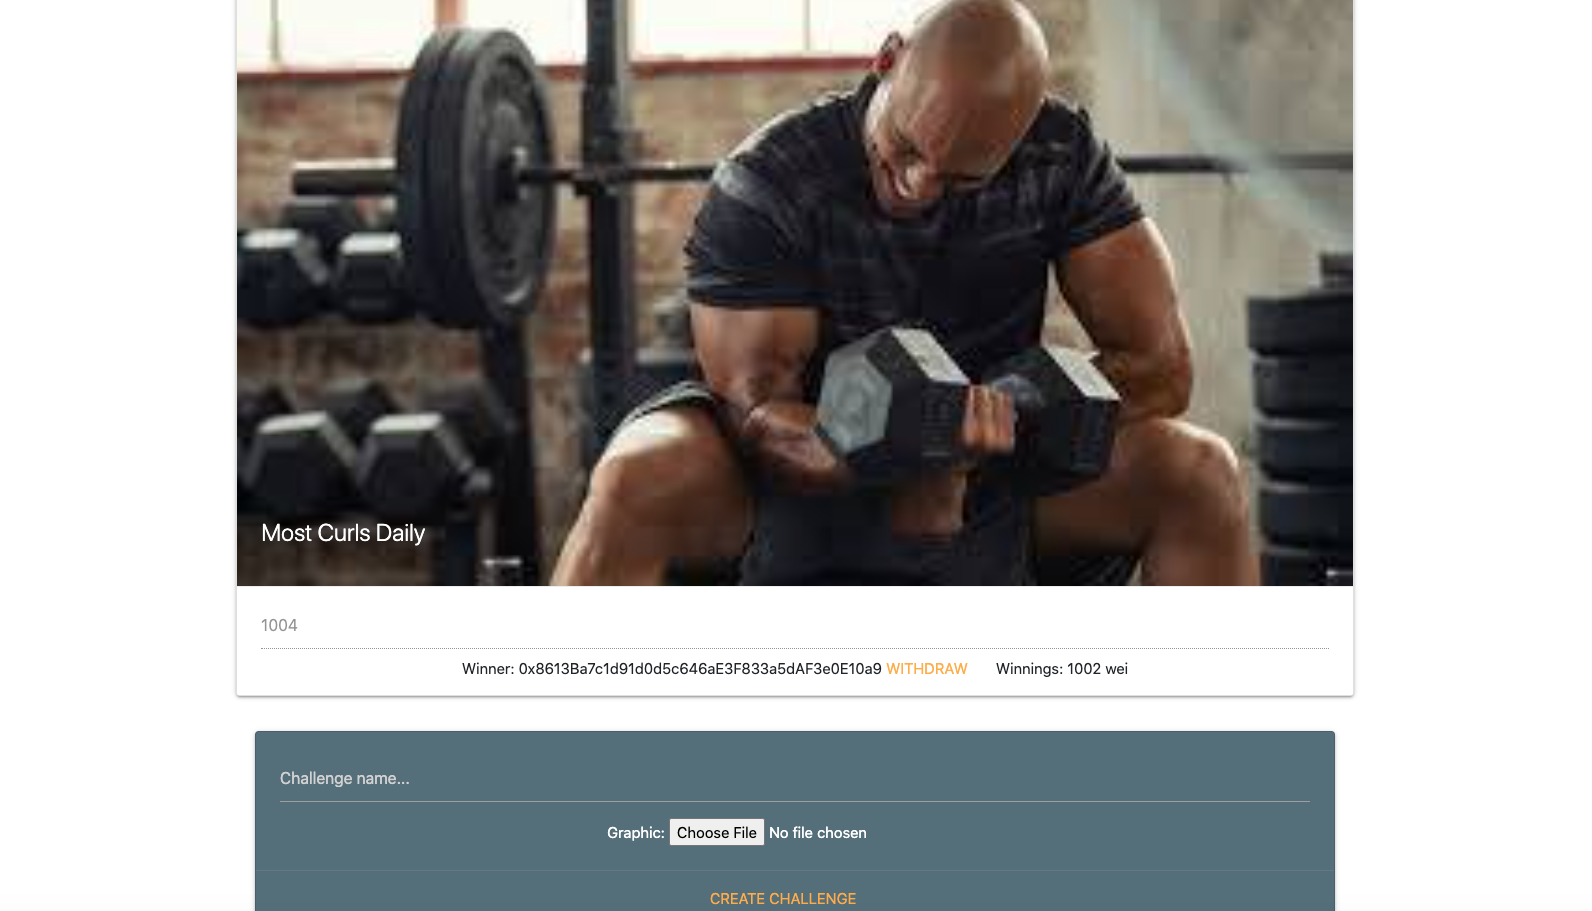 Most Curls Daily
1004
Winner: 0x8613Ba7c1d91d0d5c646aE3F833a5dAF3e0E10a9 WITHDRAW Winnings: 1002 wei
Challenge name...
Graphic: Choose File No file chosen
CREATE CHALLENGE